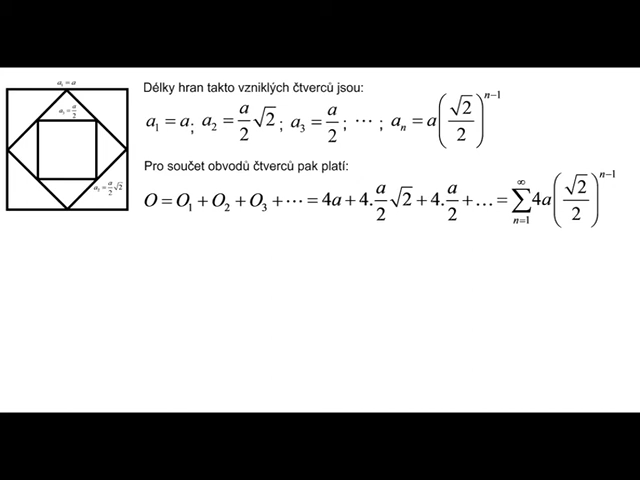 a₁ = a
Délky hran takto vzniklých čtverců jsou:
a₃ = a/2
a₁ = a; a₂ = a/2 √2; a₃ = a/2; ⋯ ; aₙ = a(√2/2)ⁿ⁻¹
Pro součet obvodů čtverců pak platí:
a₂ = a/2 √2
O = O₁ + O₂ + O₃ + ⋯ = 4a + 4.a/2 √2 + 4.a/2 + … = ∑ₙ₌₁^∞ 4a(√2/2)ⁿ⁻¹